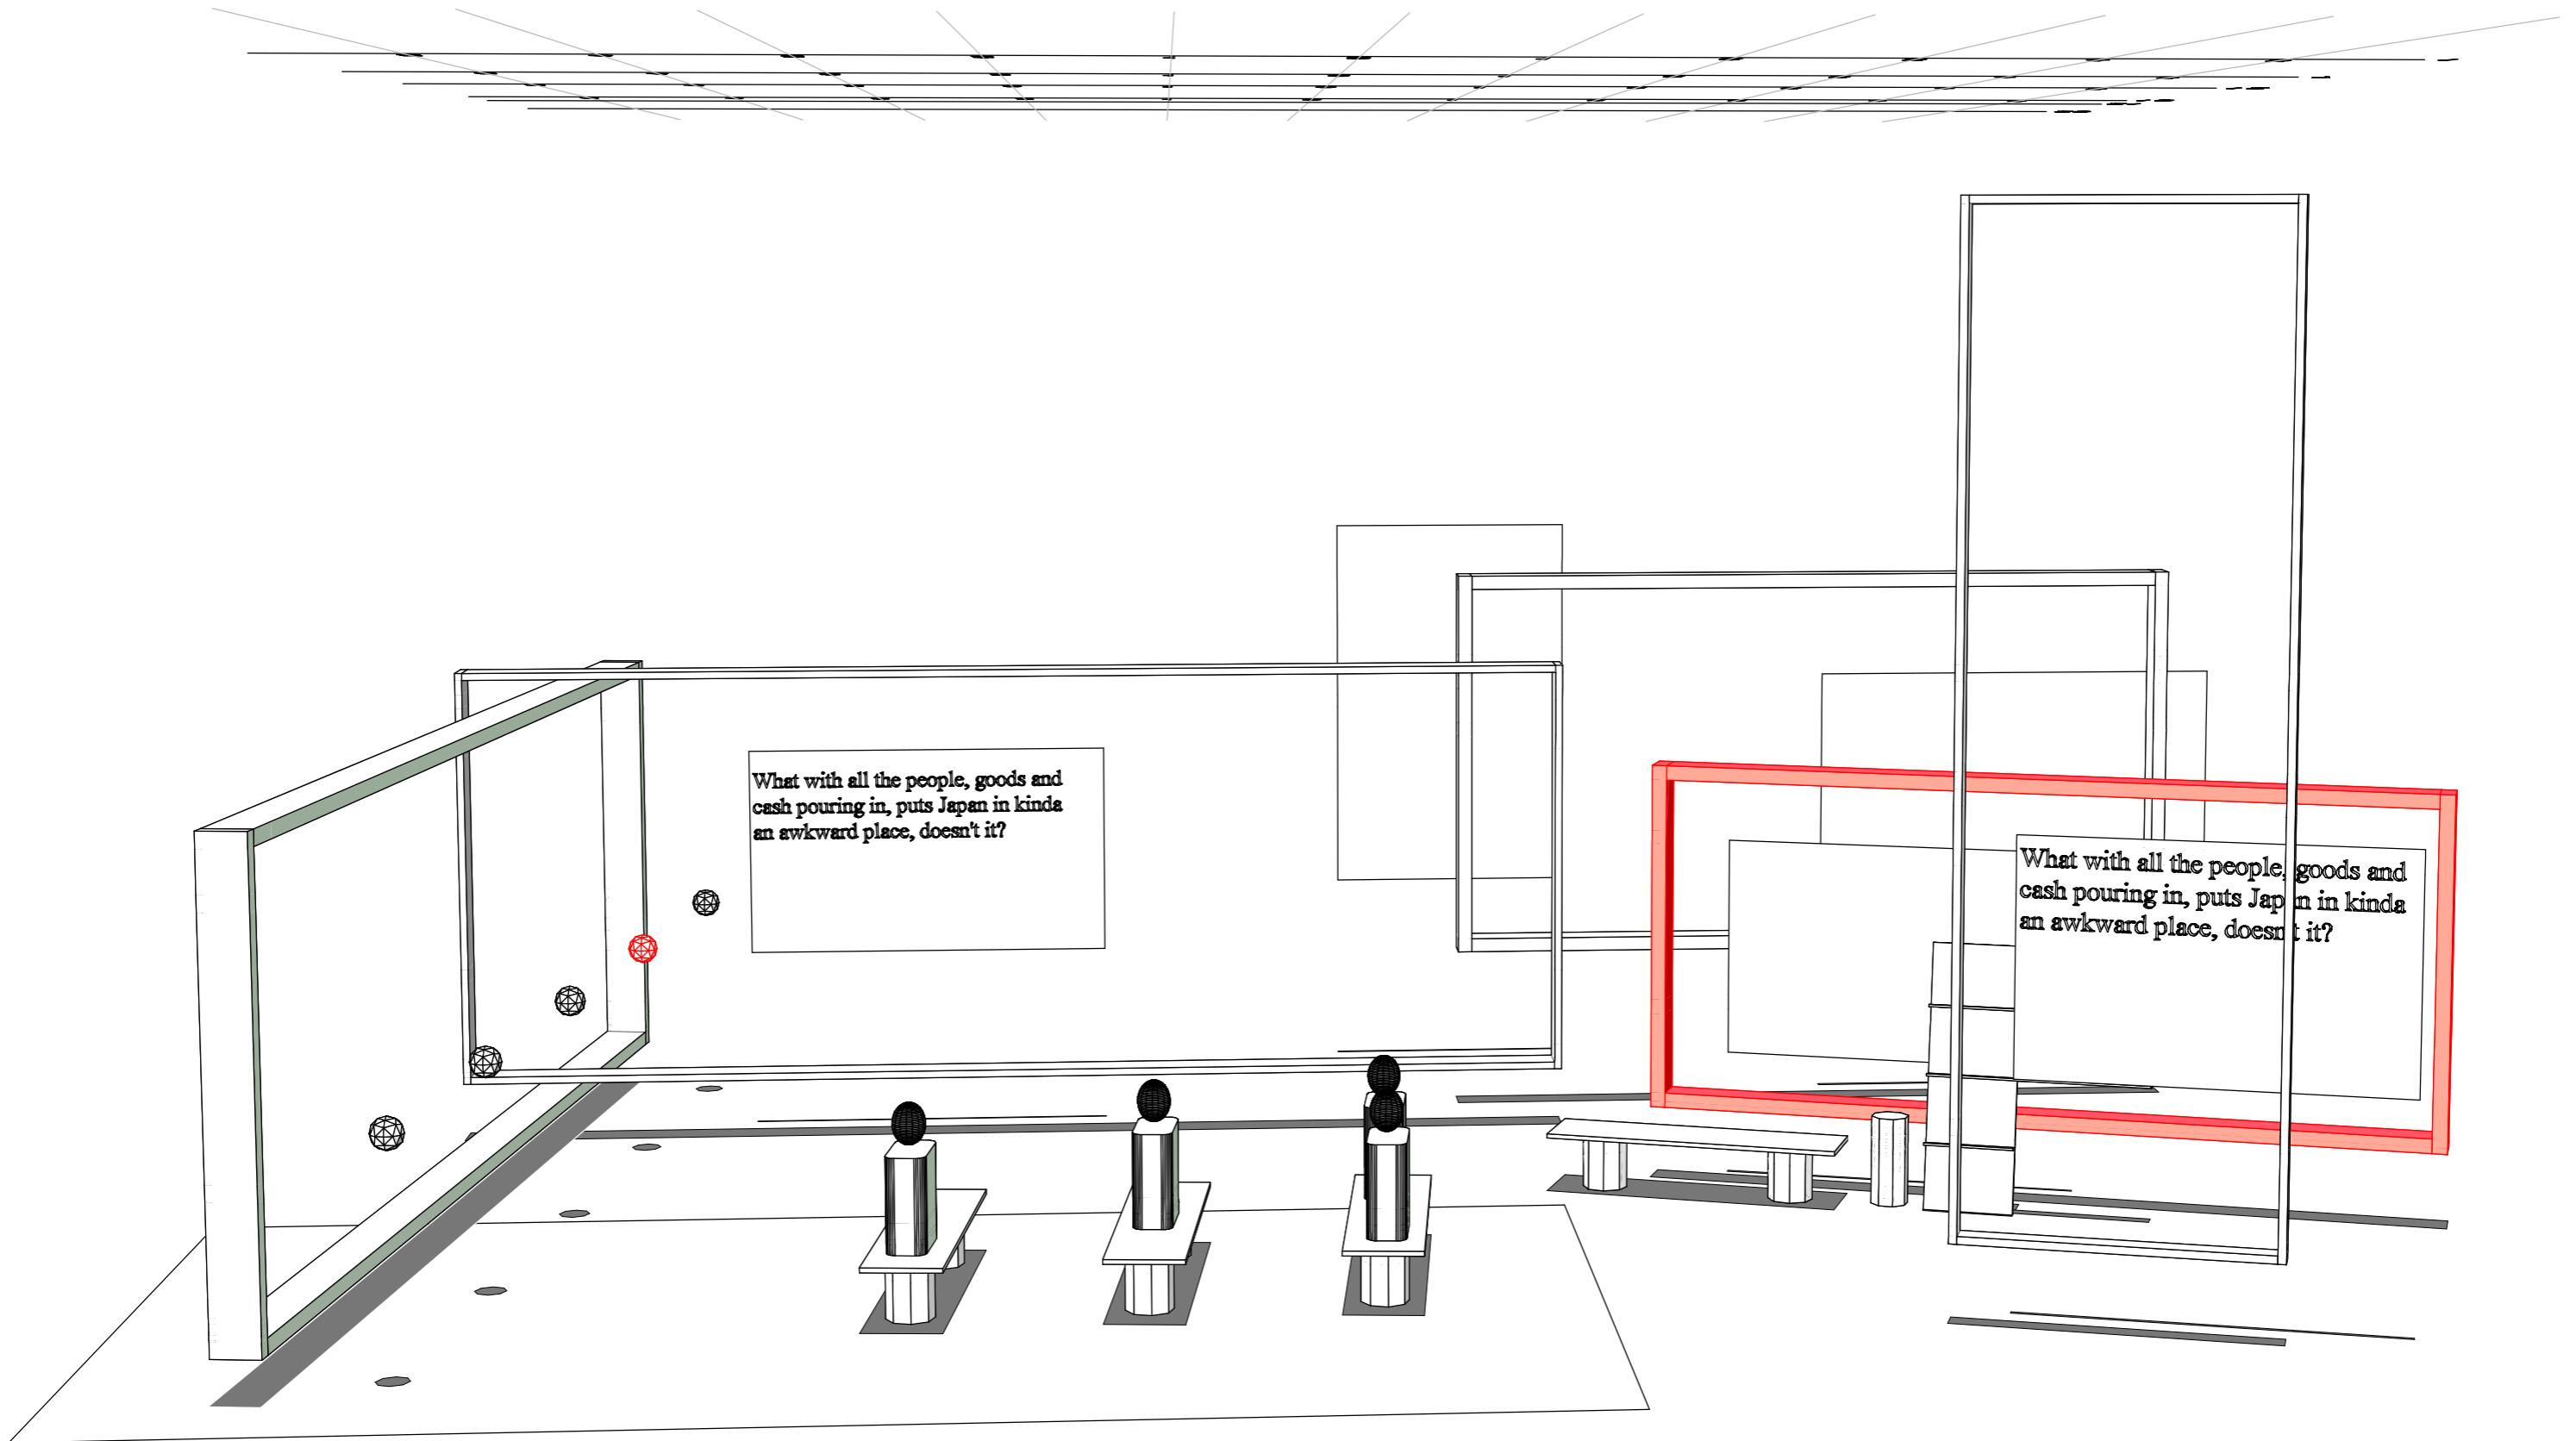 What with all the people, goods and
cash pouring in, puts Japan in kinda
an awkward place, doesn't it?
What with all the people, goods and
cash pouring in, puts Japan in kinda
an awkward place, doesn't it?